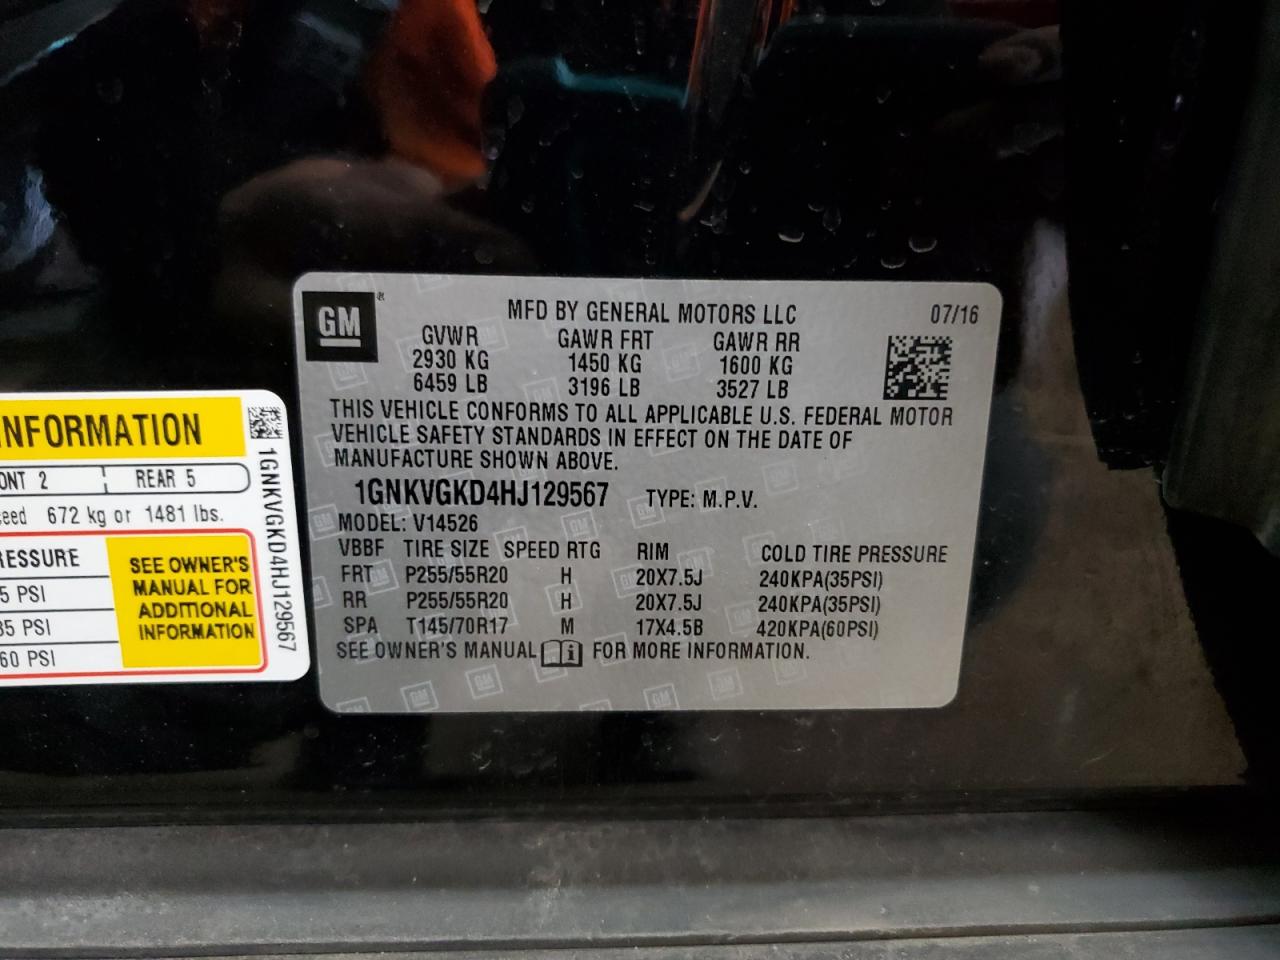 GM ®
MFD BY GENERAL MOTORS LLC 07/16
GVWR GAWR FRT GAWR RR
2930 KG 1450 KG 1600 KG
6459 LB 3196 LB 3527 LB
THIS VEHICLE CONFORMS TO ALL APPLICABLE U.S. FEDERAL MOTOR
VEHICLE SAFETY STANDARDS IN EFFECT ON THE DATE OF
MANUFACTURE SHOWN ABOVE.
1GNKVGKD4HJ129567 TYPE: M.P.V.
MODEL: V14526
VBBF TIRE SIZE SPEED RTG RIM COLD TIRE PRESSURE
FRT P255/55R20 H 20X7.5J 240KPA(35PSI)
RR P255/55R20 H 20X7.5J 240KPA(35PSI)
SPA T145/70R17 M 17X4.5B 420KPA(60PSI)
SEE OWNER'S MANUAL i FOR MORE INFORMATION.
NFORMATION
ONT 2 REAR 5
ceed 672 kg or 1481 lbs.
RESSURE
5 PSI
35 PSI
60 PSI
SEE OWNER'S
MANUAL FOR
ADDITIONAL
INFORMATION
1GNKVGKD4HJ129567